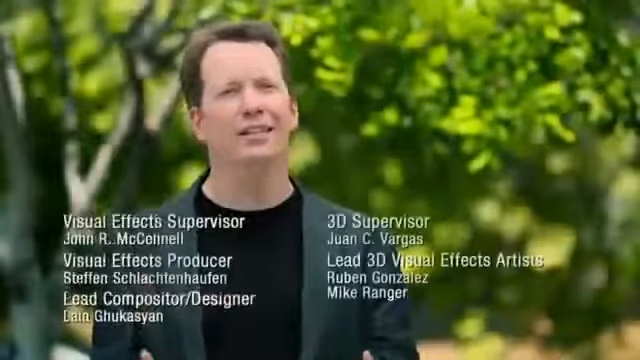 Visual Effects Supervisor
John R. McConnell
Visual Effects Producer
Steffen Schlachtenhaufen
Lead Compositor/Designer
Lain Ghukasyan
3D Supervisor
Juan C. Vargas
Lead 3D Visual Effects Artists
Ruben Gonzalez
Mike Ranger